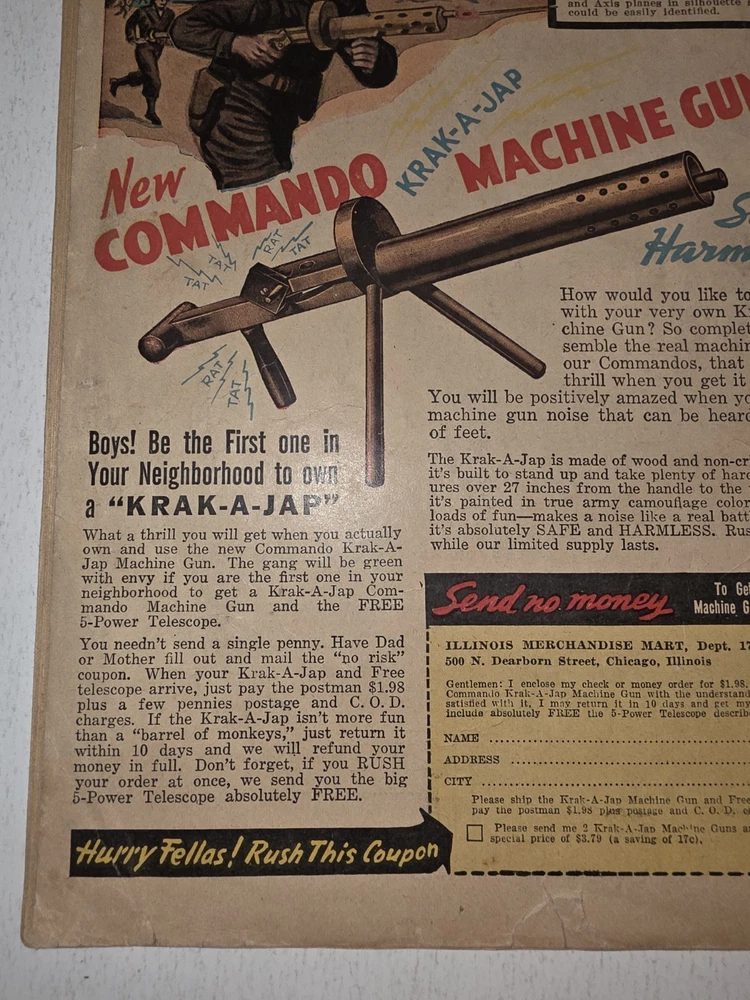 and Axis planes in silhouette
could be easily identified.
KRAK-A-JAP
New
COMMANDO MACHINE GUN
TAT
TAT
RAT
TAT
RAT
TAT
Harm
How would you like to
with your very own K
chine Gun? So complet
semble the real machin
our Commandos, that
thrill when you get it
You will be positively amazed when yo
machine gun noise that can be heard
of feet.
The Krak-A-Jap is made of wood and non-cr
it's built to stand up and take plenty of hard
ures over 27 inches from the handle to the
it's painted in true army camouflage color
loads of fun—makes a noise like a real batt
it's absolutely SAFE and HARMLESS. Rus
while our limited supply lasts.
Boys! Be the First one in
Your Neighborhood to own
a "KRAK-A-JAP"
What a thrill you will get when you actually
own and use the new Commando Krak-A-
Jap Machine Gun. The gang will be green
with envy if you are the first one in your
neighborhood to get a Krak-A-Jap Com-
mando Machine Gun and the FREE
5-Power Telescope.
You needn't send a single penny. Have Dad
or Mother fill out and mail the "no risk"
coupon. When your Krak-A-Jap and Free
telescope arrive, just pay the postman $1.98
plus a few pennies postage and C. O. D.
charges. If the Krak-A-Jap isn't more fun
than a "barrel of monkeys," just return it
within 10 days and we will refund your
money in full. Don't forget, if you RUSH
your order at once, we send you the big
5-Power Telescope absolutely FREE.
Hurry Fellas! Rush This Coupon
Send no money
To Ge
Machine G
ILLINOIS MERCHANDISE MART, Dept. 17
500 N. Dearborn Street, Chicago, Illinois
Gentlemen: I enclose my check or money order for $1.98.
Commando Krak-A-Jap Machine Gun with the understand
satisfied with it, I may return it in 10 days and get my
include absolutely FREE the 5-Power Telescope describe
NAME
ADDRESS
CITY
Please ship the Krak-A-Jap Machine Gun and Free
pay the postman $1.98 plus postage and C. O. D.
Please send me 2 Krak-A-Jap Machine Guns a
special price of $3.79 (a saving of 17c).